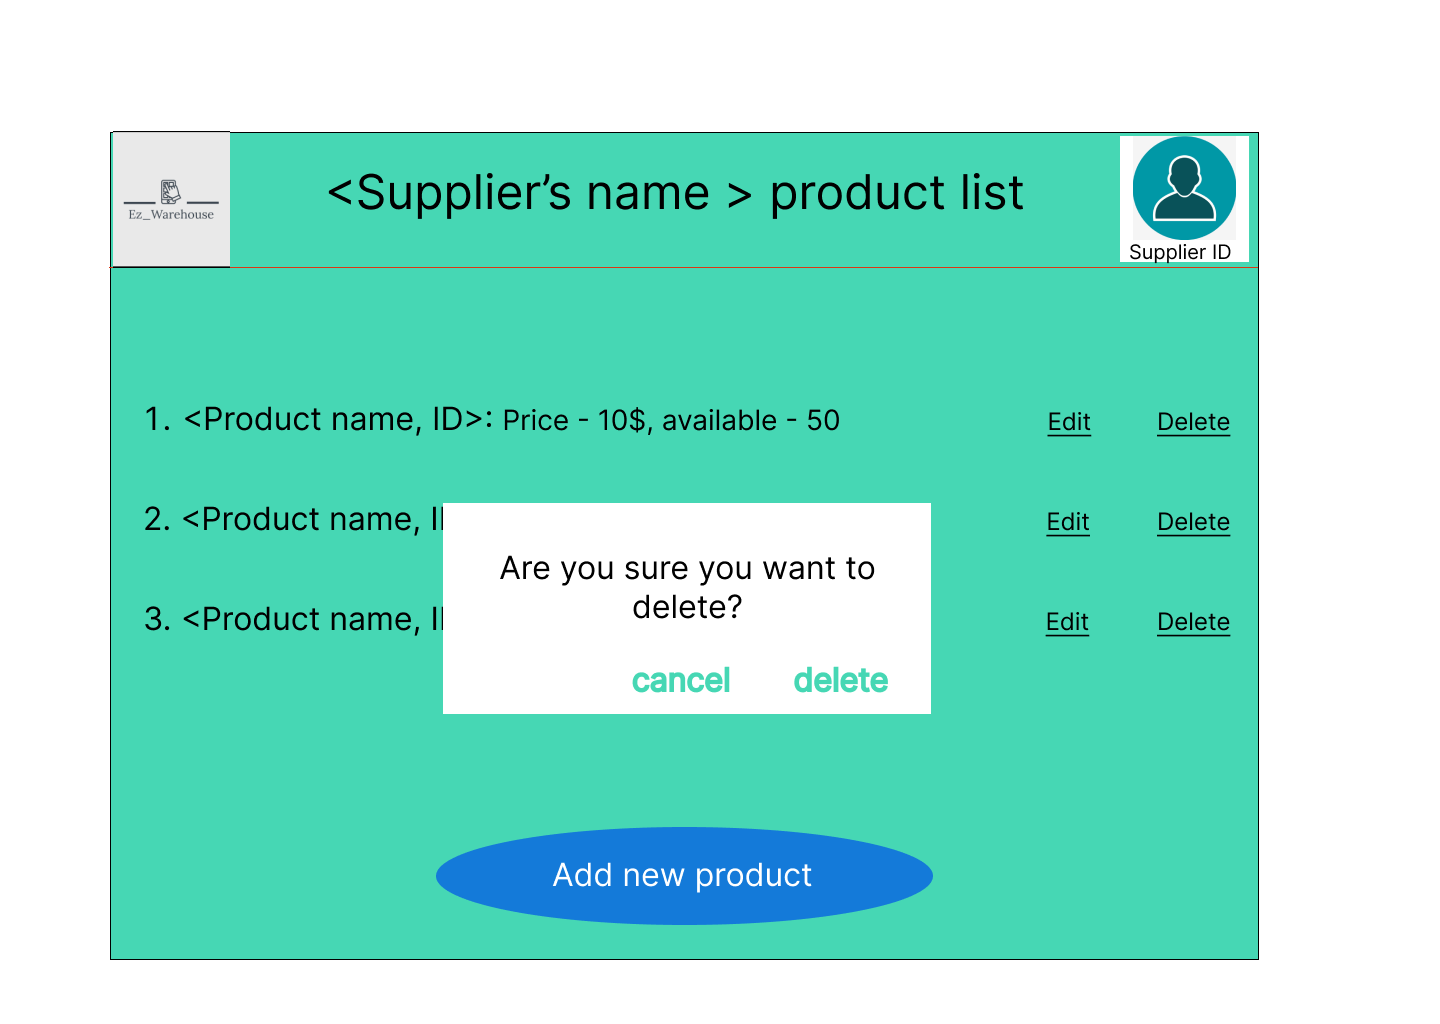 Ez_Warehouse
<Supplier’s name > product list
Supplier ID
1. <Product name, ID>: Price - 10$, available - 50
Edit
Delete
2. <Product name,
Edit
Delete
3. <Product name,
Edit
Delete
Are you sure you want to
delete?
cancel
delete
Add new product